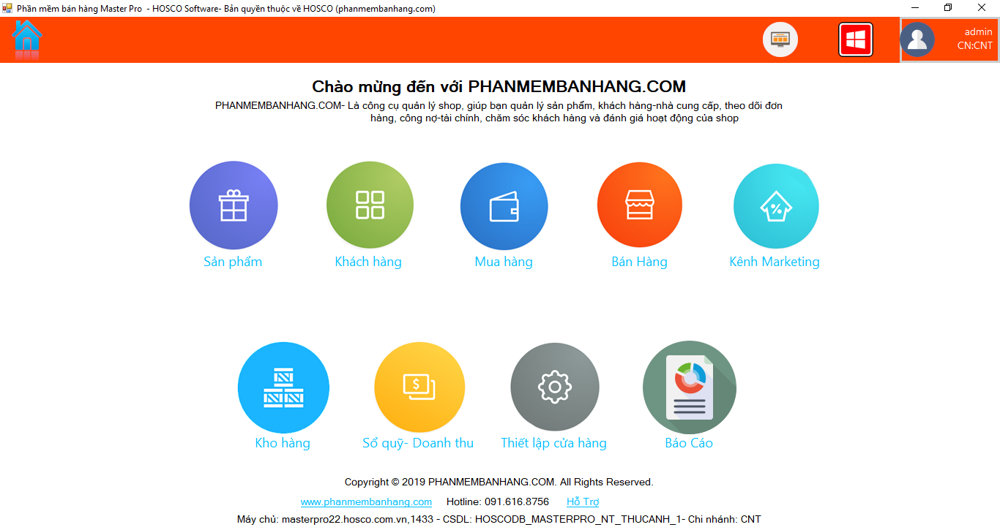 Phần mềm bán hàng Master Pro - HOSCO Software- Bản quyền thuộc về HOSCO (phanmembanhang.com)
admin
CN:CNT
Chào mừng đến với PHANMEMBANHANG.COM
PHANMEMBANHANG.COM- Là công cụ quản lý shop, giúp bạn quản lý sản phẩm, khách hàng-nhà cung cấp, theo dõi đơn
hàng, công nợ-tài chính, chăm sóc khách hàng và đánh giá hoạt động của shop
Sản phẩm
Khách hàng
Mua hàng
Bán Hàng
Kênh Marketing
Kho hàng
Sổ quỹ- Doanh thu
Thiết lập cửa hàng
Báo Cáo
Copyright © 2019 PHANMEMBANHANG.COM. All Rights Reserved.
www.phanmembanhang.com Hotline: 091.616.8756 Hỗ Trợ
Máy chủ: masterpro22.hosco.com.vn,1433 - CSDL: HOSCODB_MASTERPRO_NT_THUCANH_1- Chi nhánh: CNT